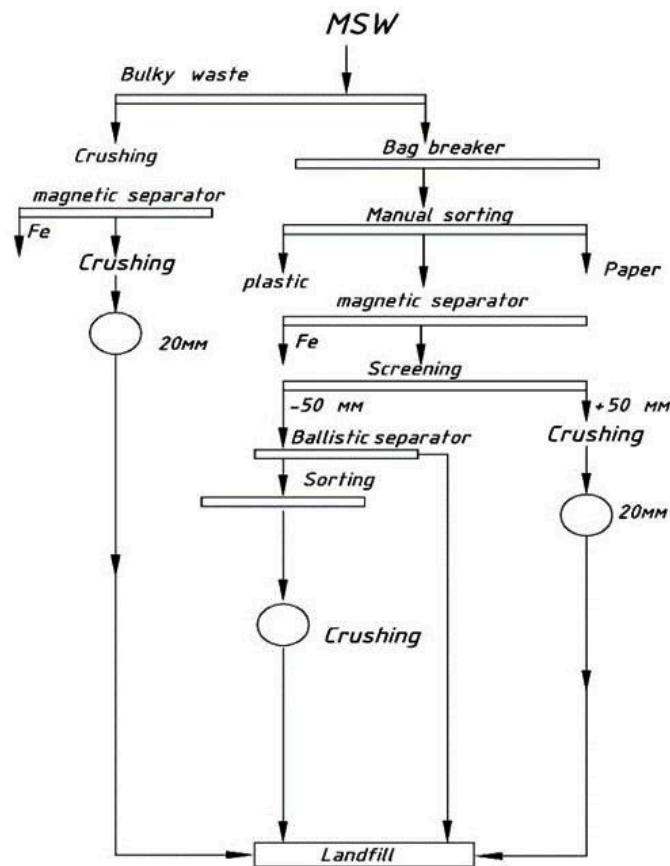 MSW
Bulky waste
Crushing
Bag breaker
magnetic separator
Manual sorting
Fe
Crushing
plastic
Paper
magnetic separator
20мм
Fe
Screening
-50 мм
+50 мм
Ballistic separator
Crushing
Sorting
20мм
Crushing
Landfill